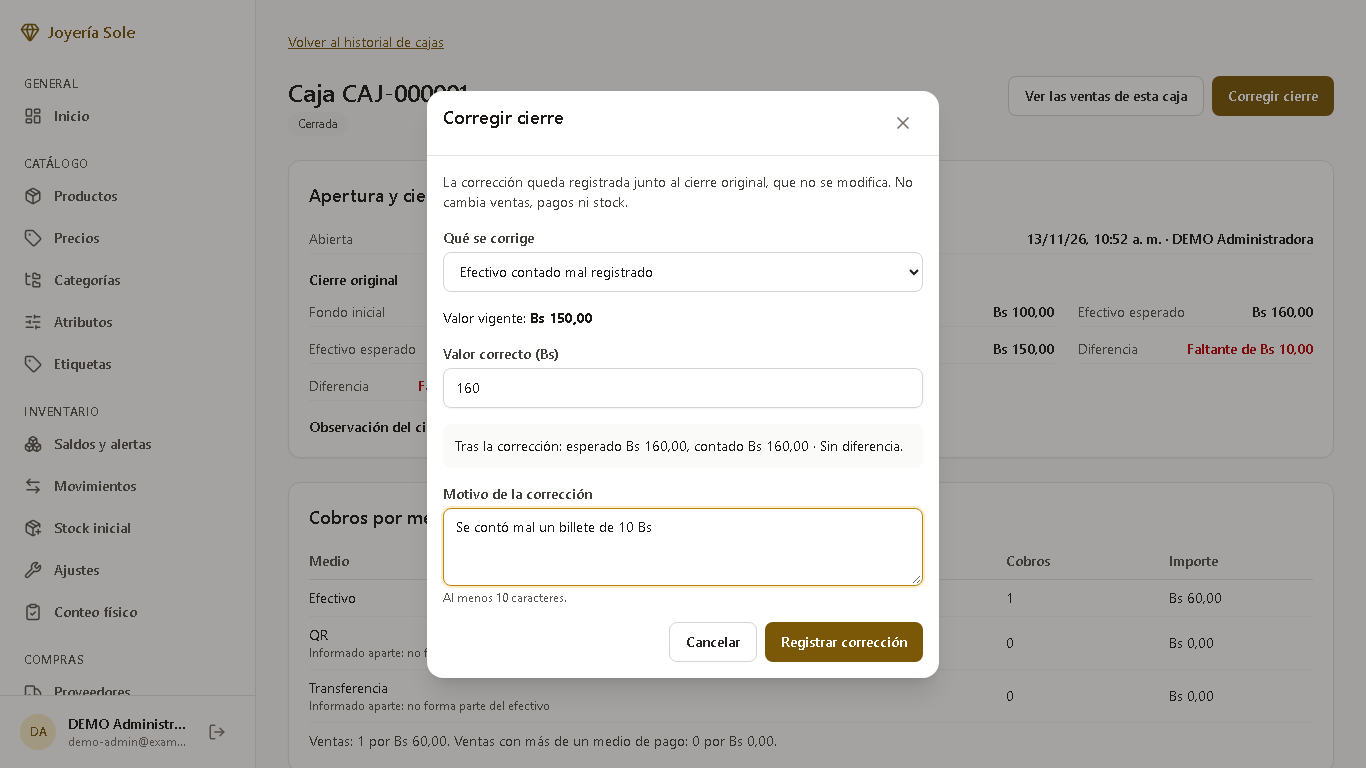 Joyería Sole
GENERAL
Inicio
CATÁLOGO
Productos
Precios
Categorías
Atributos
Etiquetas
INVENTARIO
Saldos y alertas
Movimientos
Stock inicial
Ajustes
Conteo físico
COMPRAS
Proveedores
DA
DEMO Administr...
demo-admin@exam...
Volver al historial de cajas
Caja CAJ-000001
Cerrada
Ver las ventas de esta caja
Corregir cierre
Apertura y cie
Abierta
13/11/26, 10:52 a. m. · DEMO Administradora
Cierre original
Fondo inicial
Bs 100,00
Efectivo esperado
Bs 160,00
Efectivo esperado
Bs 150,00
Diferencia
Faltante de Bs 10,00
Diferencia
Observación del ci
Cobros por me
Medio
Cobros
Importe
Efectivo
1
Bs 60,00
QR
Informado aparte: no f
0
Bs 0,00
Transferencia
Informado aparte: no forma parte del efectivo
0
Bs 0,00
Ventas: 1 por Bs 60,00. Ventas con más de un medio de pago: 0 por Bs 0,00.
Corregir cierre
La corrección queda registrada junto al cierre original, que no se modifica. No
cambia ventas, pagos ni stock.
Qué se corrige
Efectivo contado mal registrado
Valor vigente: Bs 150,00
Valor correcto (Bs)
160
Tras la corrección: esperado Bs 160,00, contado Bs 160,00 · Sin diferencia.
Motivo de la corrección
Se contó mal un billete de 10 Bs
Al menos 10 caracteres.
Cancelar
Registrar corrección